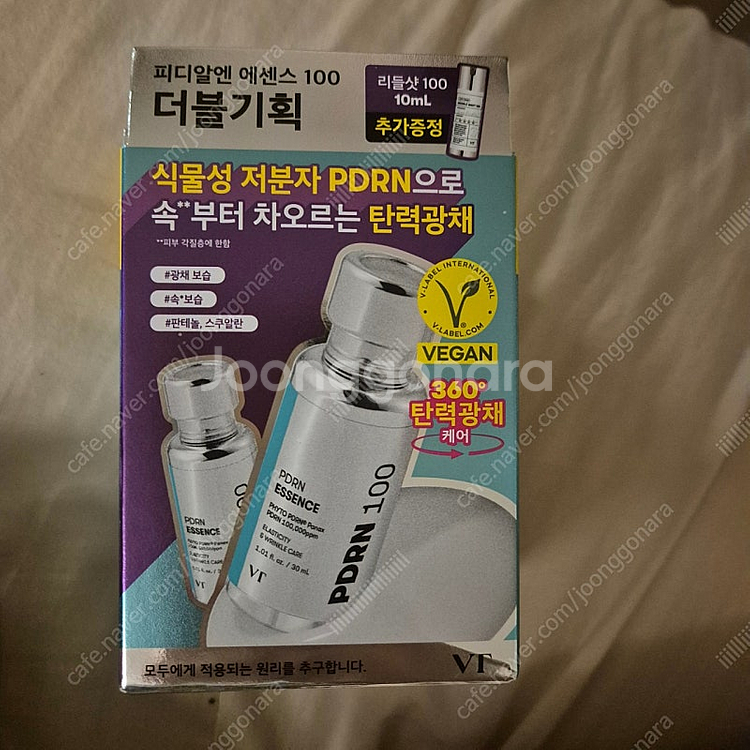 피디알엔 에센스 100
더블기획
리들샷 100
10mL
추가증정
식물성 저분자 PDRN으로
속**부터 차오르는 탄력광채
**피부 각질층에 한함
#광채 보습
#속*보습
#판테놀, 스쿠알란
V-LABEL INTERNATIONAL
V-LABEL.COM
VEGAN
360°
탄력광채
케어
PDRN
ESSENCE
PHYTO PDRN® Panax
PDRN 100,000ppm
ELASTICITY
& WRINKLE CARE
1.01 fl. oz. / 30 mL
VT
PDRN 100
PDRN
ESSENCE
ELASTICITY
VT
모두에게 적용되는 원리를 추구합니다.
VT
Joonggonara
cafe.naver.com/joonggonara